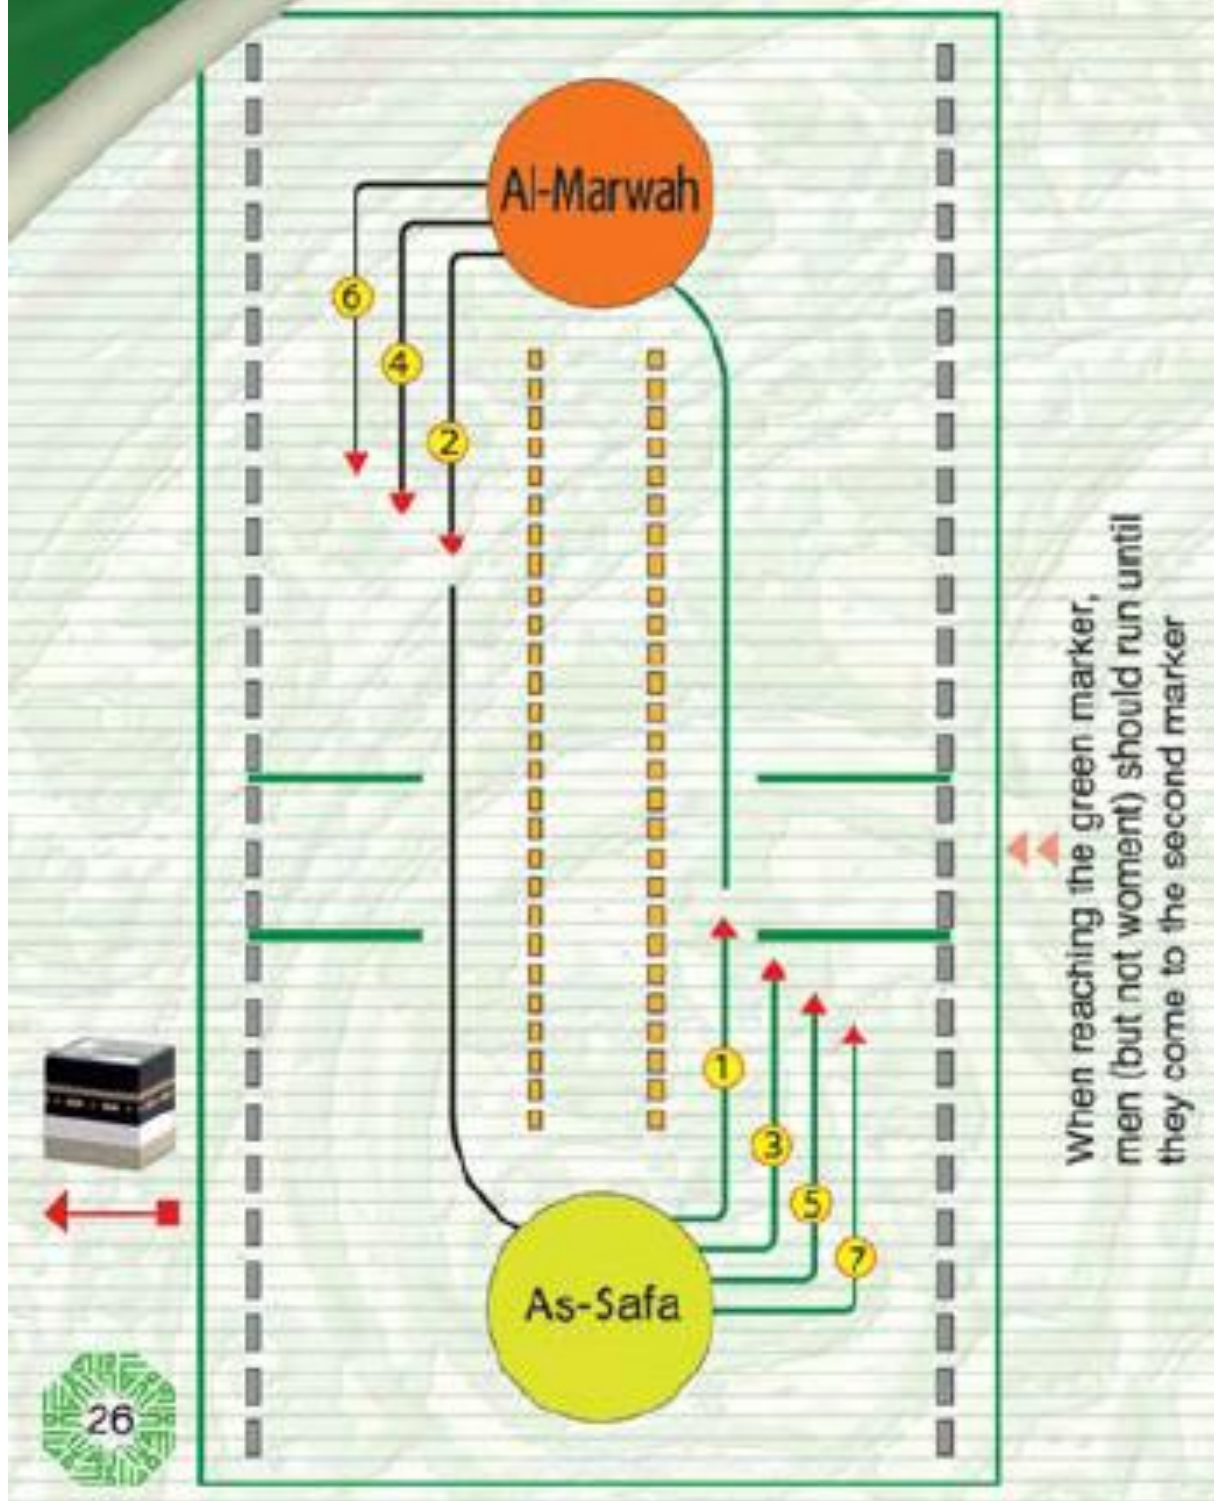 Al-Marwah
6
4
2
When reaching the green marker,
men (but not woment) should run until
they come to the second marker
1
3
5
7
As-Safa
26